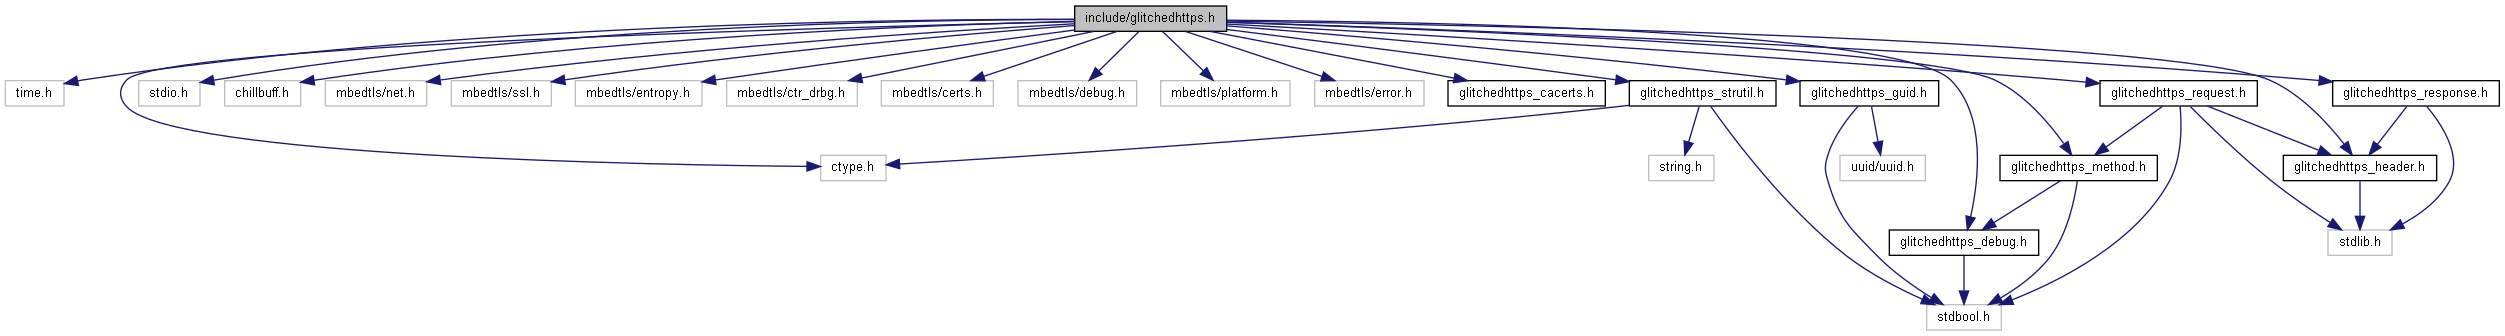 include/glitchedhttps.h
time.h
stdio.h
chillbuff.h
mbedtls/net.h
mbedtls/ssl.h
mbedtls/entropy.h
mbedtls/ctr_drbg.h
mbedtls/certs.h
mbedtls/debug.h
mbedtls/platform.h
mbedtls/error.h
glitchedhttps_cacerts.h
glitchedhttps_strutil.h
glitchedhttps_guid.h
glitchedhttps_request.h
glitchedhttps_response.h
ctype.h
string.h
uuid/uuid.h
glitchedhttps_method.h
glitchedhttps_header.h
glitchedhttps_debug.h
stdlib.h
stdbool.h